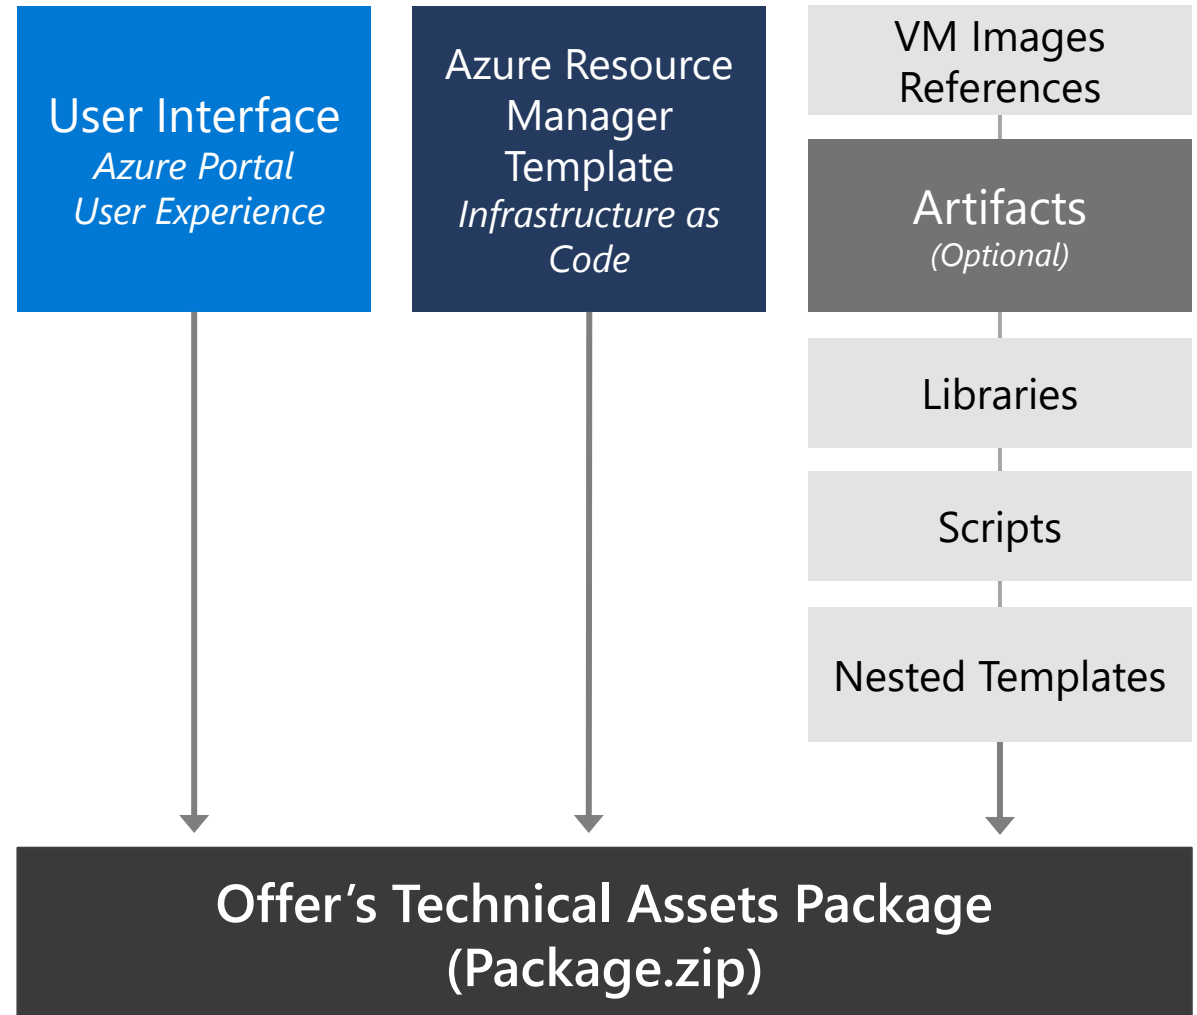 User Interface
Azure Portal
User Experience
Azure Resource
Manager
Template
Infrastructure as
Code
VM Images
References
Artifacts
(Optional)
Libraries
Scripts
Nested Templates
Offer’s Technical Assets Package
(Package.zip)